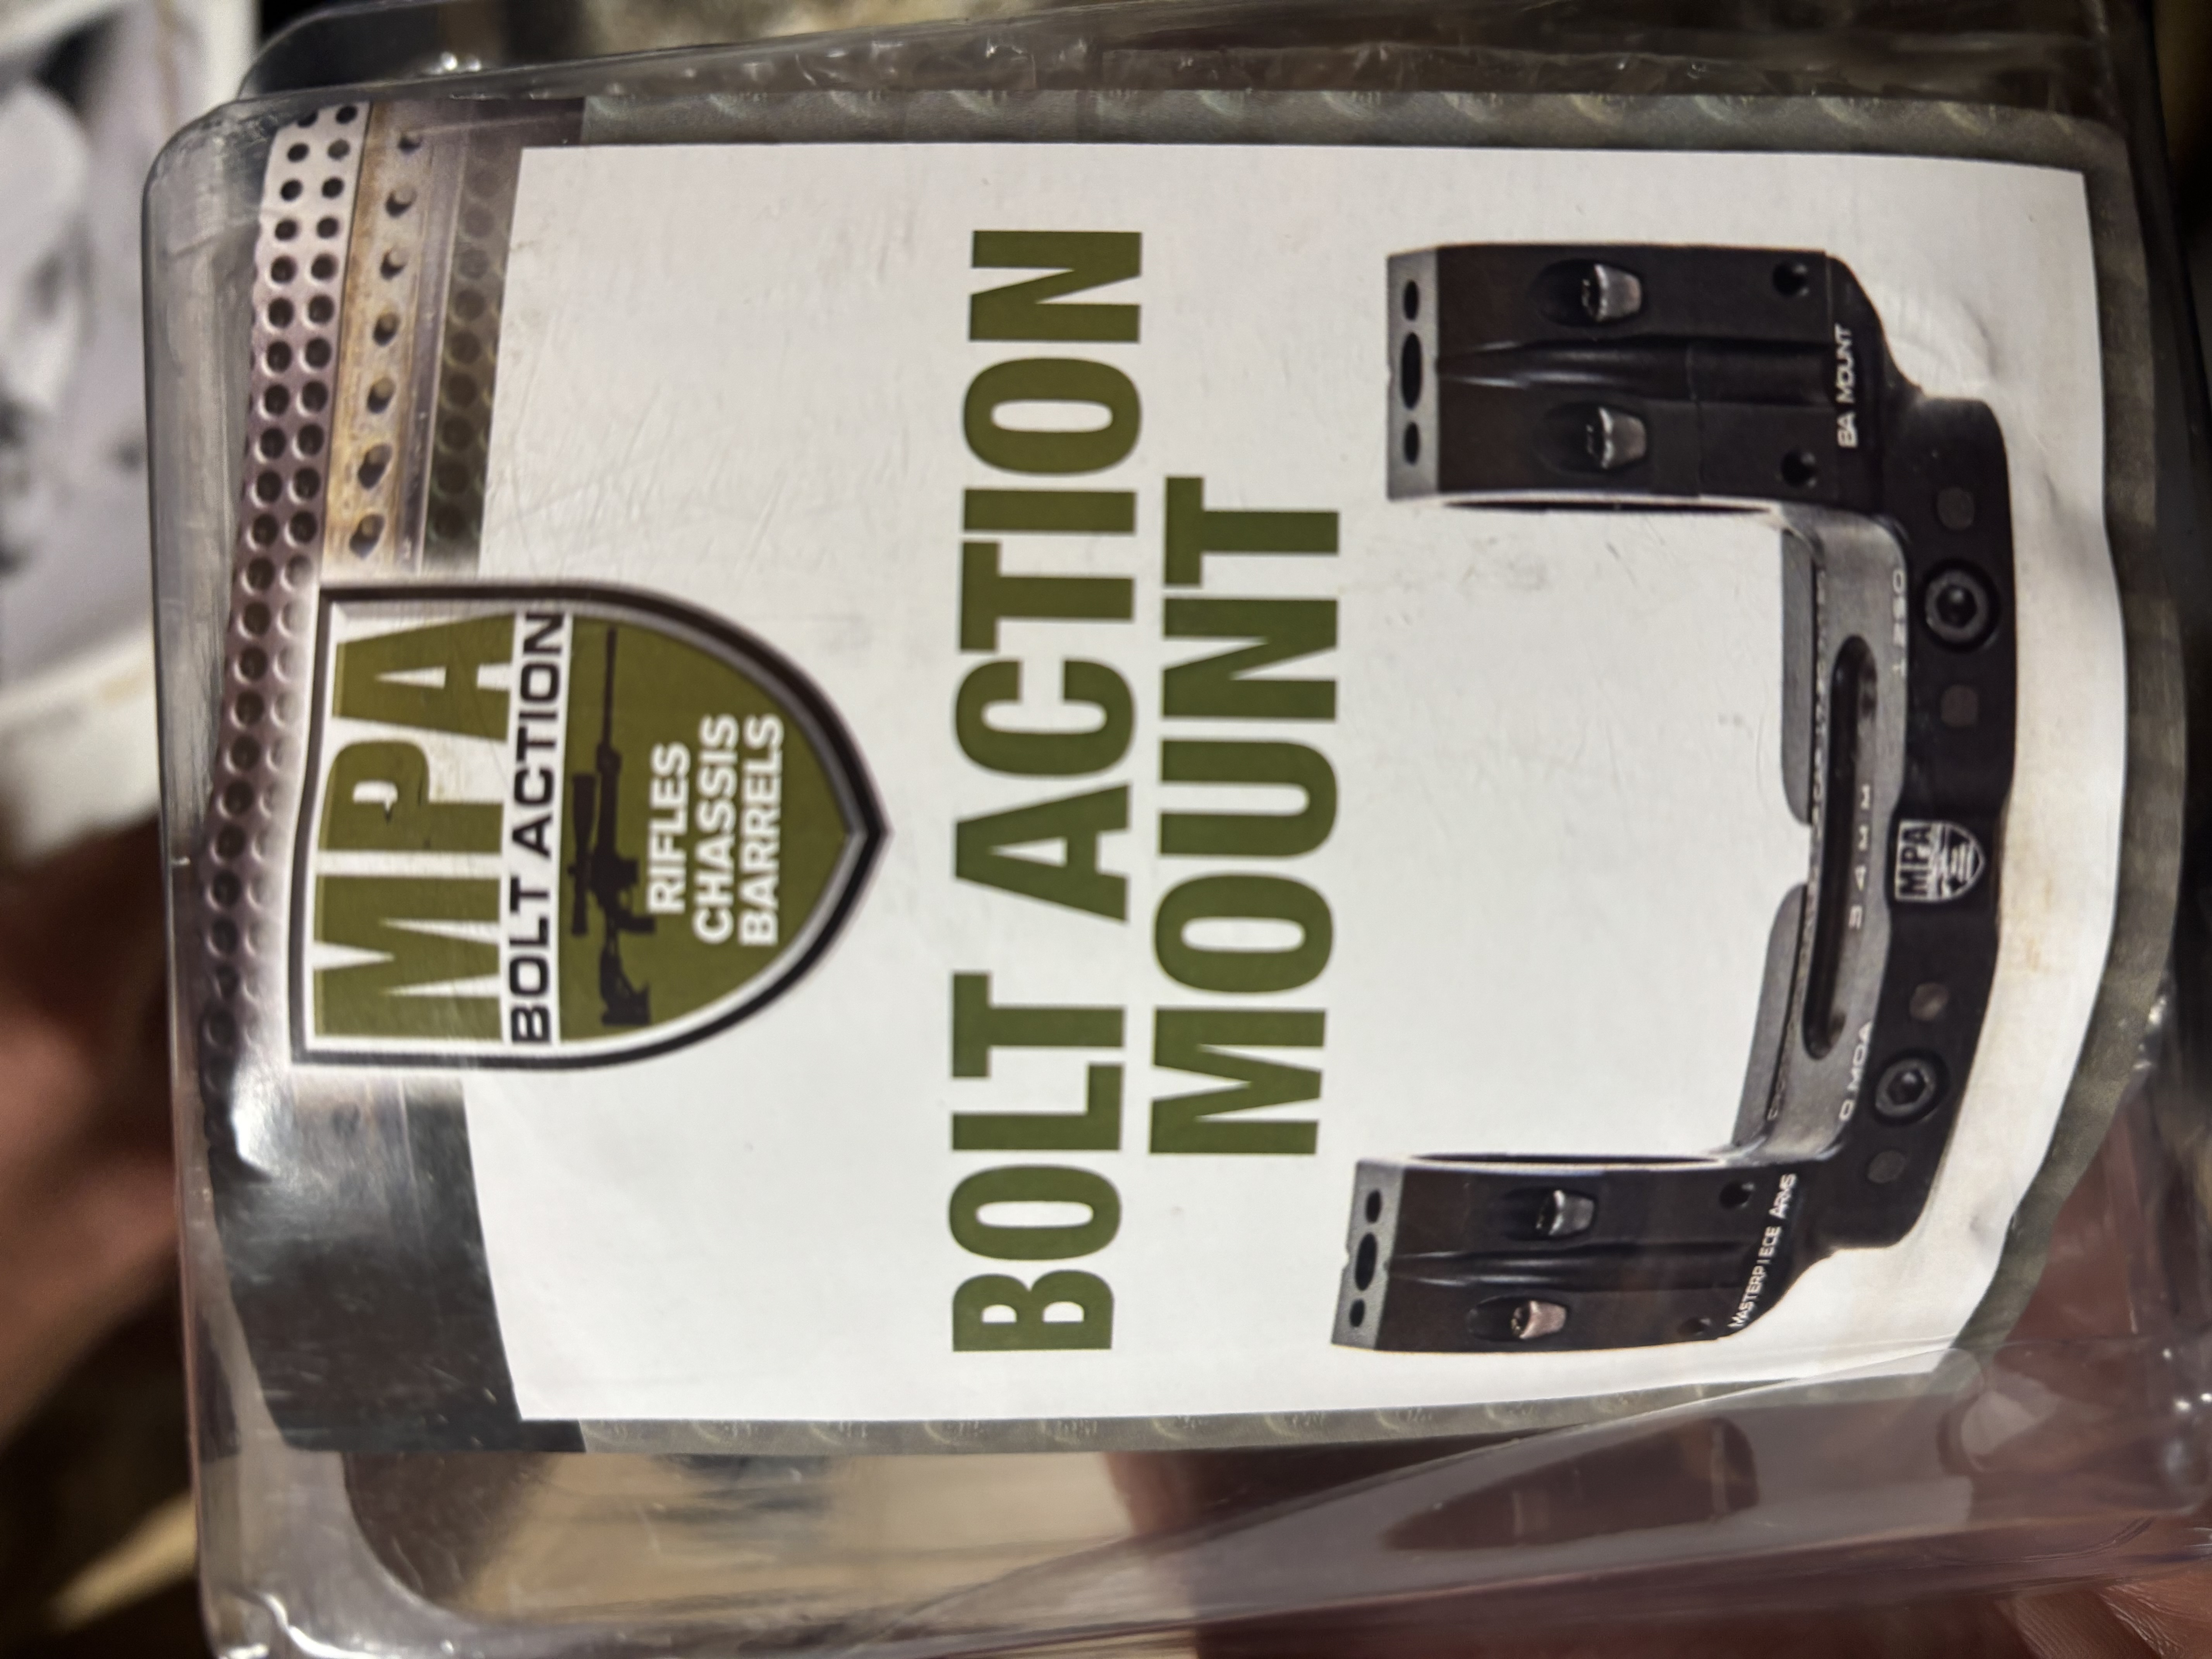 MPA
BOLT ACTION
RIFLES
CHASSIS
BARRELS
BOLT ACTION
MOUNT
MASTERPIECE ARMS
0 MOA
34MM
1.250
BA MOUNT
MPA